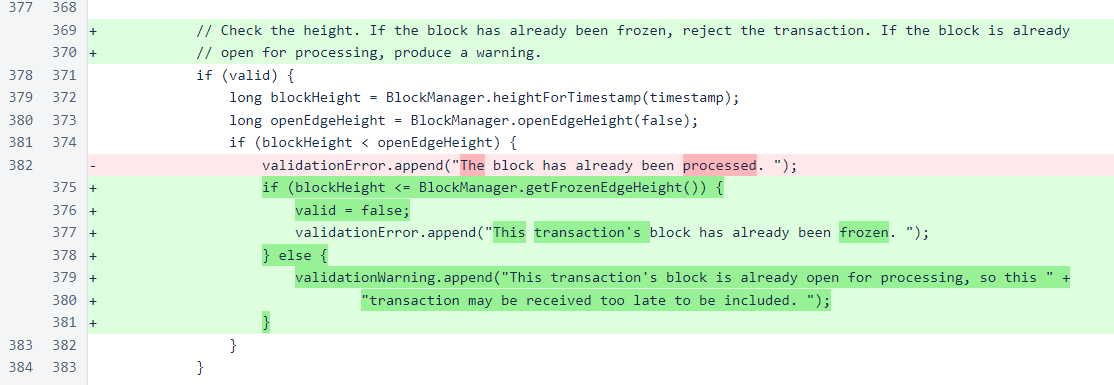 377 368
369 + // Check the height. If the block has already been frozen, reject the transaction. If the block is already
370 + // open for processing, produce a warning.
378 371 if (valid) {
379 372 long blockHeight = BlockManager.heightForTimestamp(timestamp);
380 373 long openEdgeHeight = BlockManager.openEdgeHeight(false);
381 374 if (blockHeight < openEdgeHeight) {
382 - validationError.append("The block has already been processed. ");
375 + if (blockHeight <= BlockManager.getFrozenEdgeHeight()) {
376 + valid = false;
377 + validationError.append("This transaction's block has already been frozen. ");
378 + } else {
379 + validationWarning.append("This transaction's block is already open for processing, so this " +
380 + "transaction may be received too late to be included. ");
381 + }
383 382 }
384 383 }